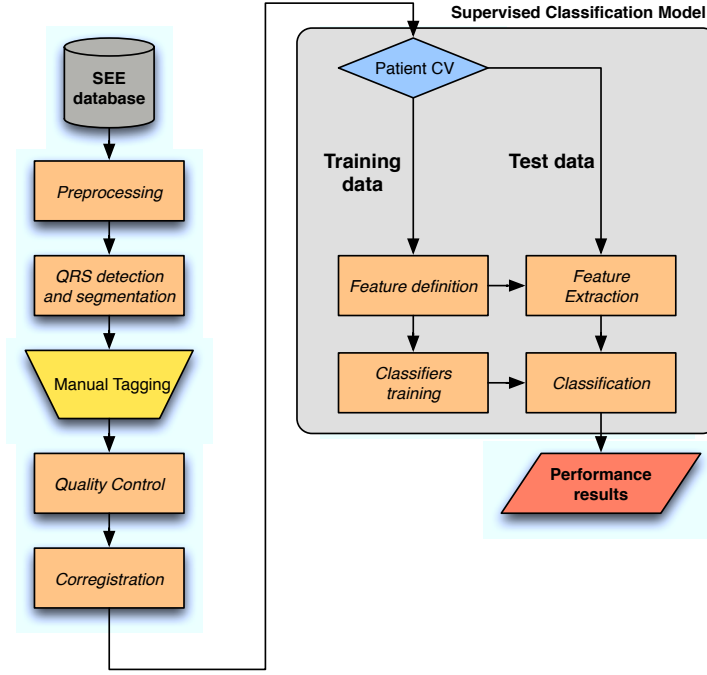 Supervised Classification Model
SEE
database
Preprocessing
QRS detection
and segmentation
Manual Tagging
Quality Control
Corregistration
Patient CV
Training
data
Test data
Feature definition
Feature
Extraction
Classifiers
training
Classification
Performance
results